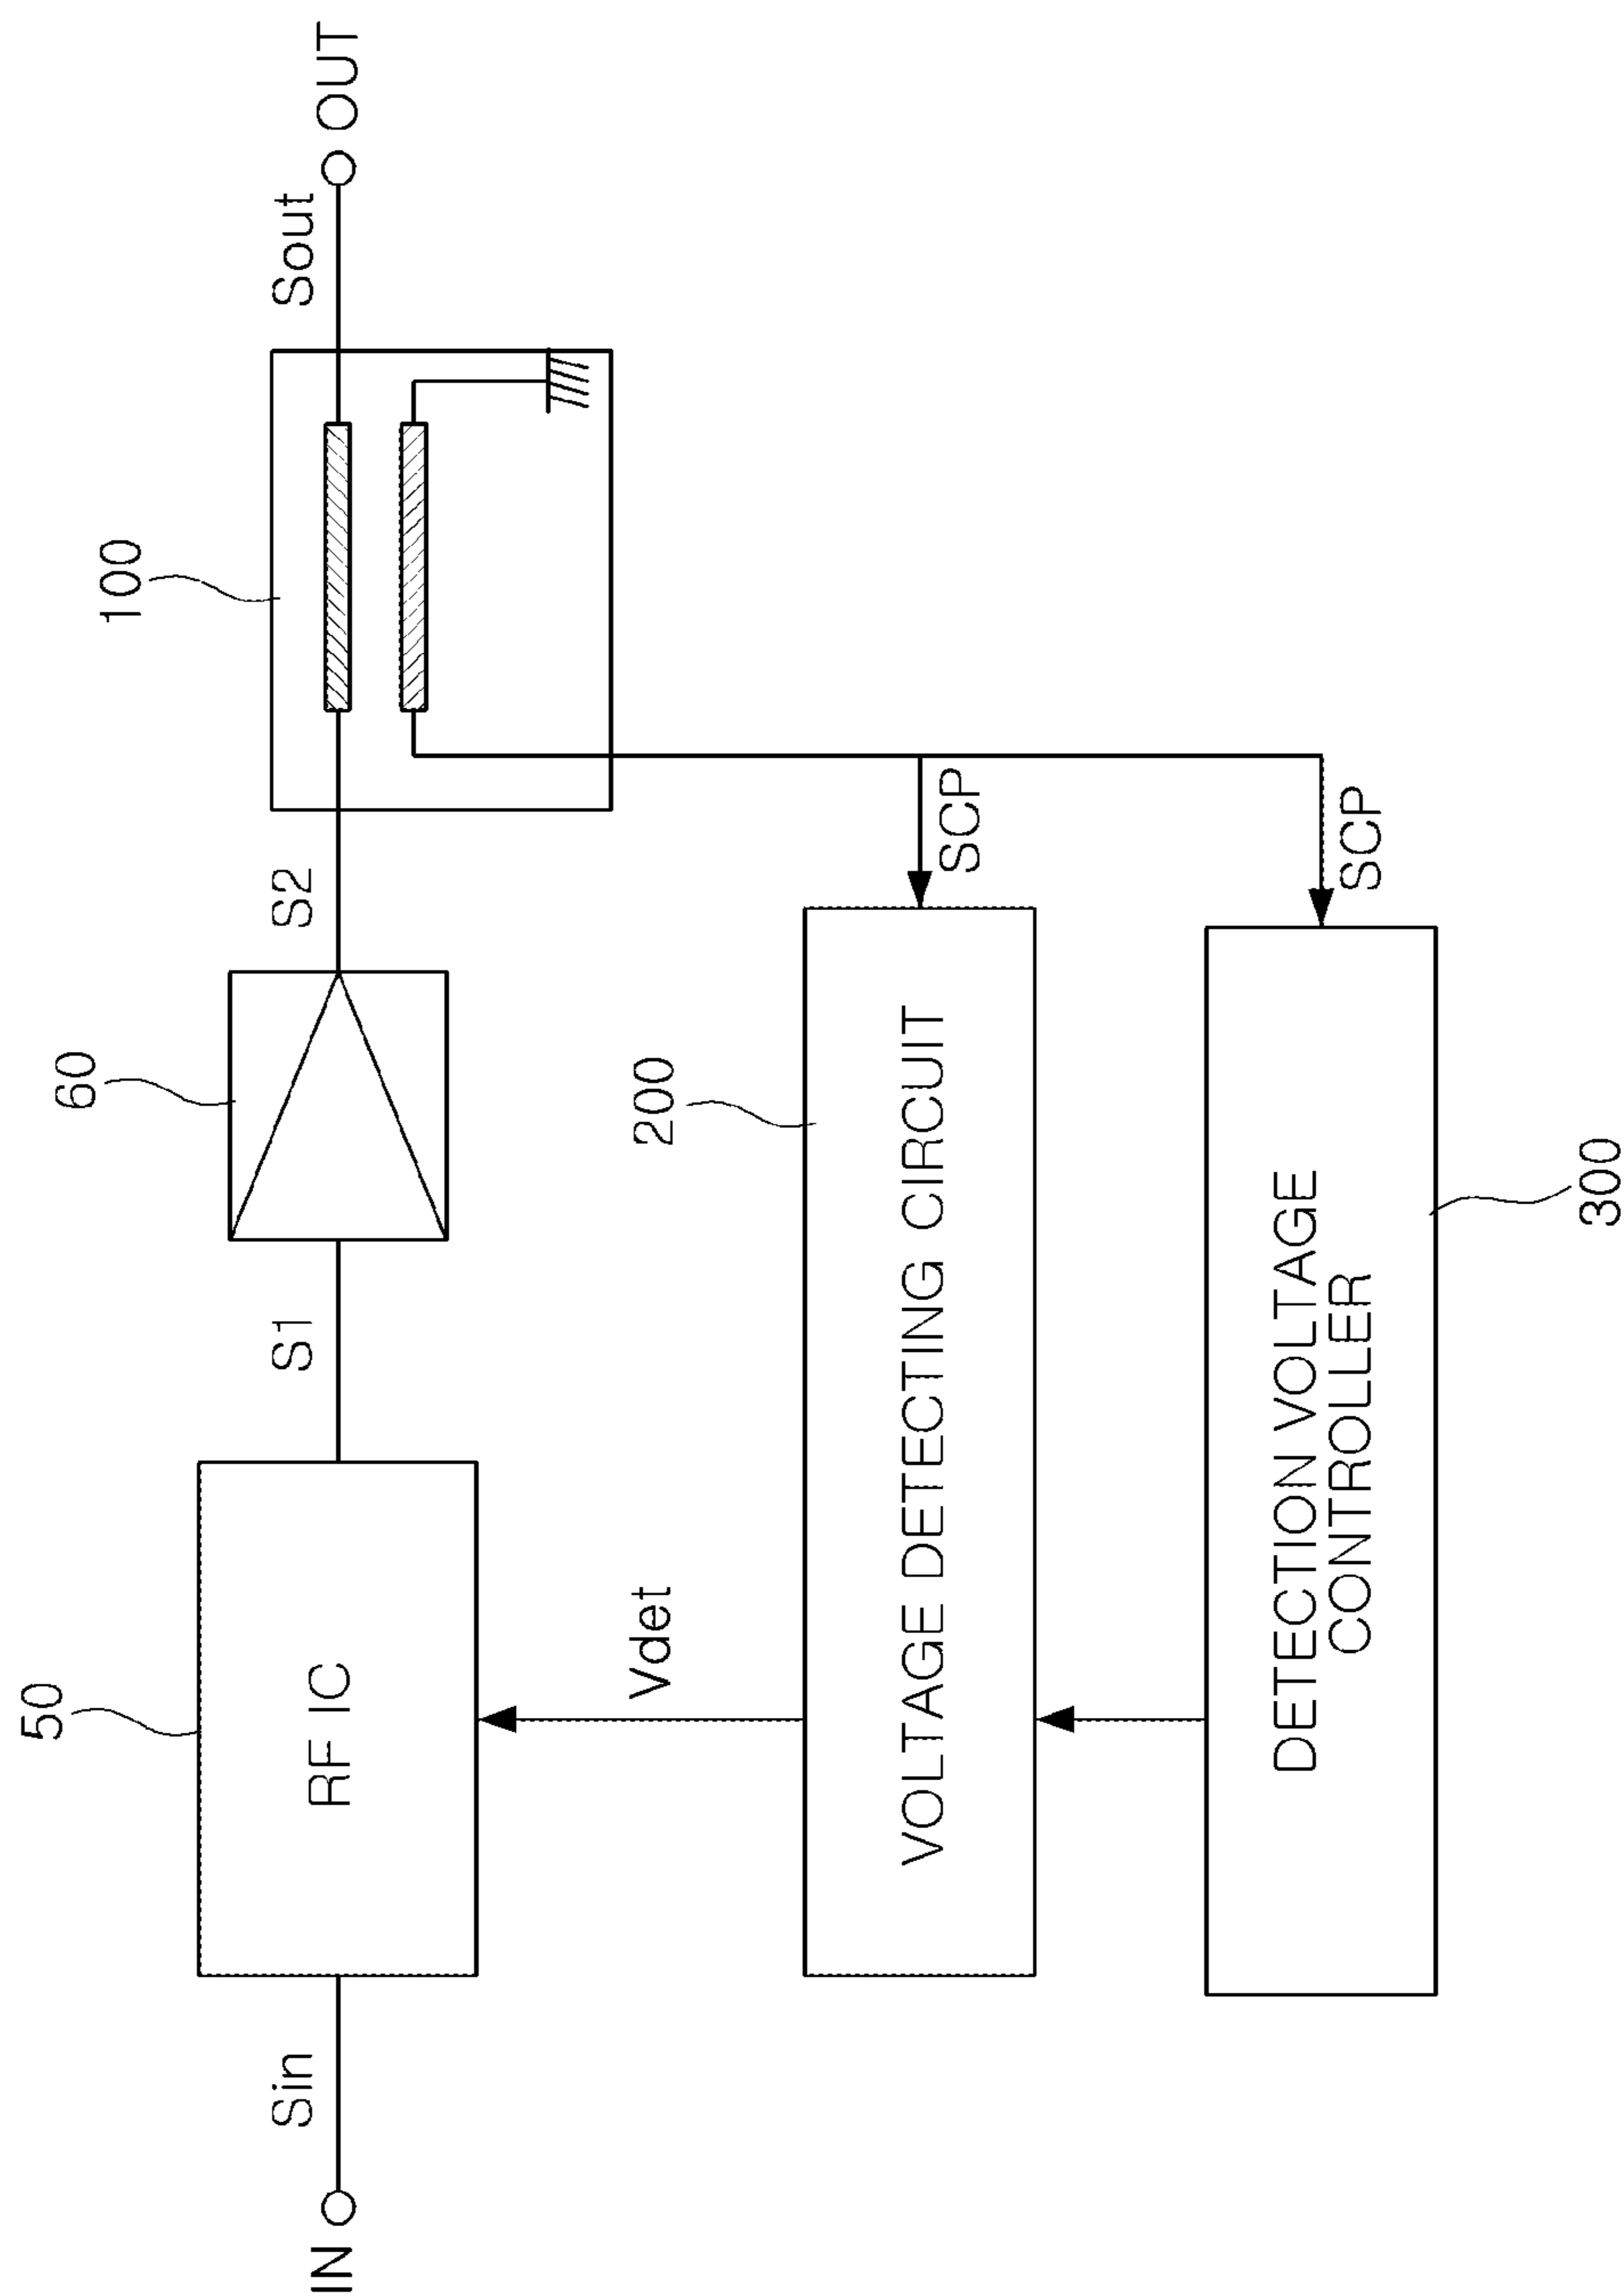 50
60
100
IN
Sin
RF IC
S1
S2
Sout
OUT
Vdet
200
VOLTAGE DETECTING CIRCUIT
SCP
DETECTION VOLTAGE
CONTROLLER
SCP
300